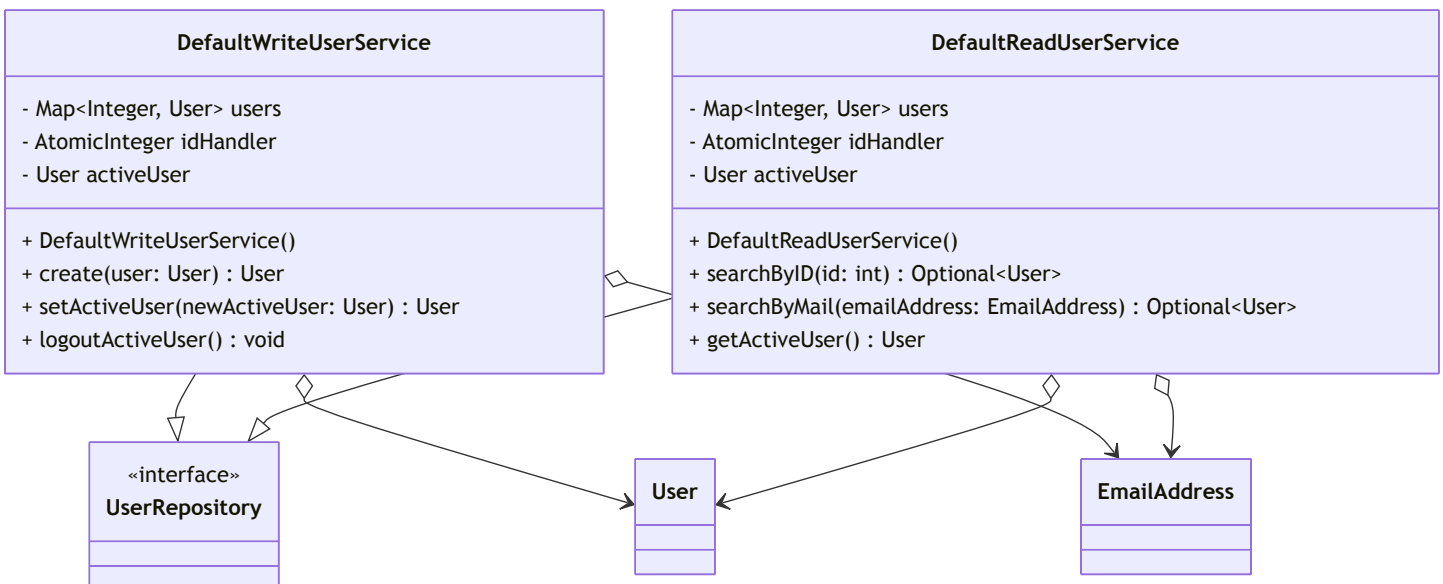 DefaultWriteUserService
- Map<Integer, User> users
- AtomicInteger idHandler
- User activeUser
+ DefaultWriteUserService()
+ create(user: User) : User
+ setActiveUser(newActiveUser: User) : User
+ logoutActiveUser() : void
DefaultReadUserService
- Map<Integer, User> users
- AtomicInteger idHandler
- User activeUser
+ DefaultReadUserService()
+ searchByID(id: int) : Optional<User>
+ searchByMail(emailAddress: EmailAddress) : Optional<User>
+ getActiveUser() : User
«interface»
UserRepository
User
EmailAddress